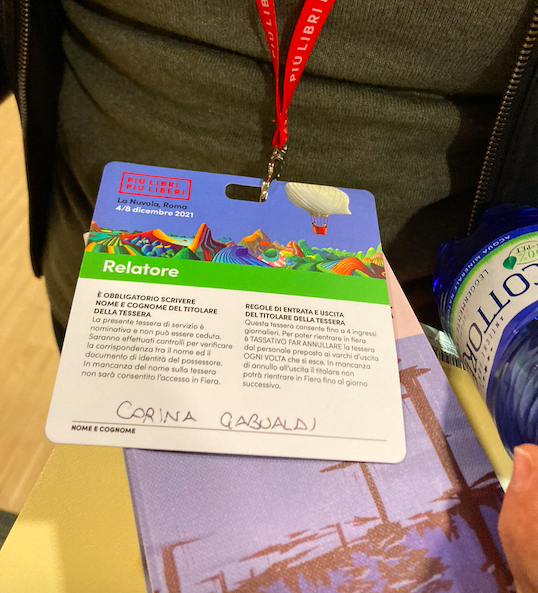 PIÙ LIBRI
PIÙ LIBRI
PIÙ LIBERI
La Nuvola, Roma
4/8 dicembre 2021
Relatore
È OBBLIGATORIO SCRIVERE
NOME E COGNOME DEL TITOLARE
DELLA TESSERA
La presente tessera di servizio è
nominativa e non può essere ceduta.
Saranno effettuati controlli per verificare
la corrispondenza tra il nome ed il
documento di identità del possessore.
In mancanza del nome sulla tessera
non sarà consentito l'accesso in Fiera.
REGOLE DI ENTRATA E USCITA
DEL TITOLARE DELLA TESSERA
Questa tessera consente fino a 4 ingressi
giornalieri. Per poter rientrare in fiera
è TASSATIVO FAR ANNULLARE la tessera
dal personale preposto ai varchi d'uscita
OGNI VOLTA che si esce. In mancanza
di annullo all'uscita il titolare non
potrà rientrare in Fiera fino al giorno
successivo.
CORINA GABUALDI
NOME E COGNOME
ACQUA MINERALE